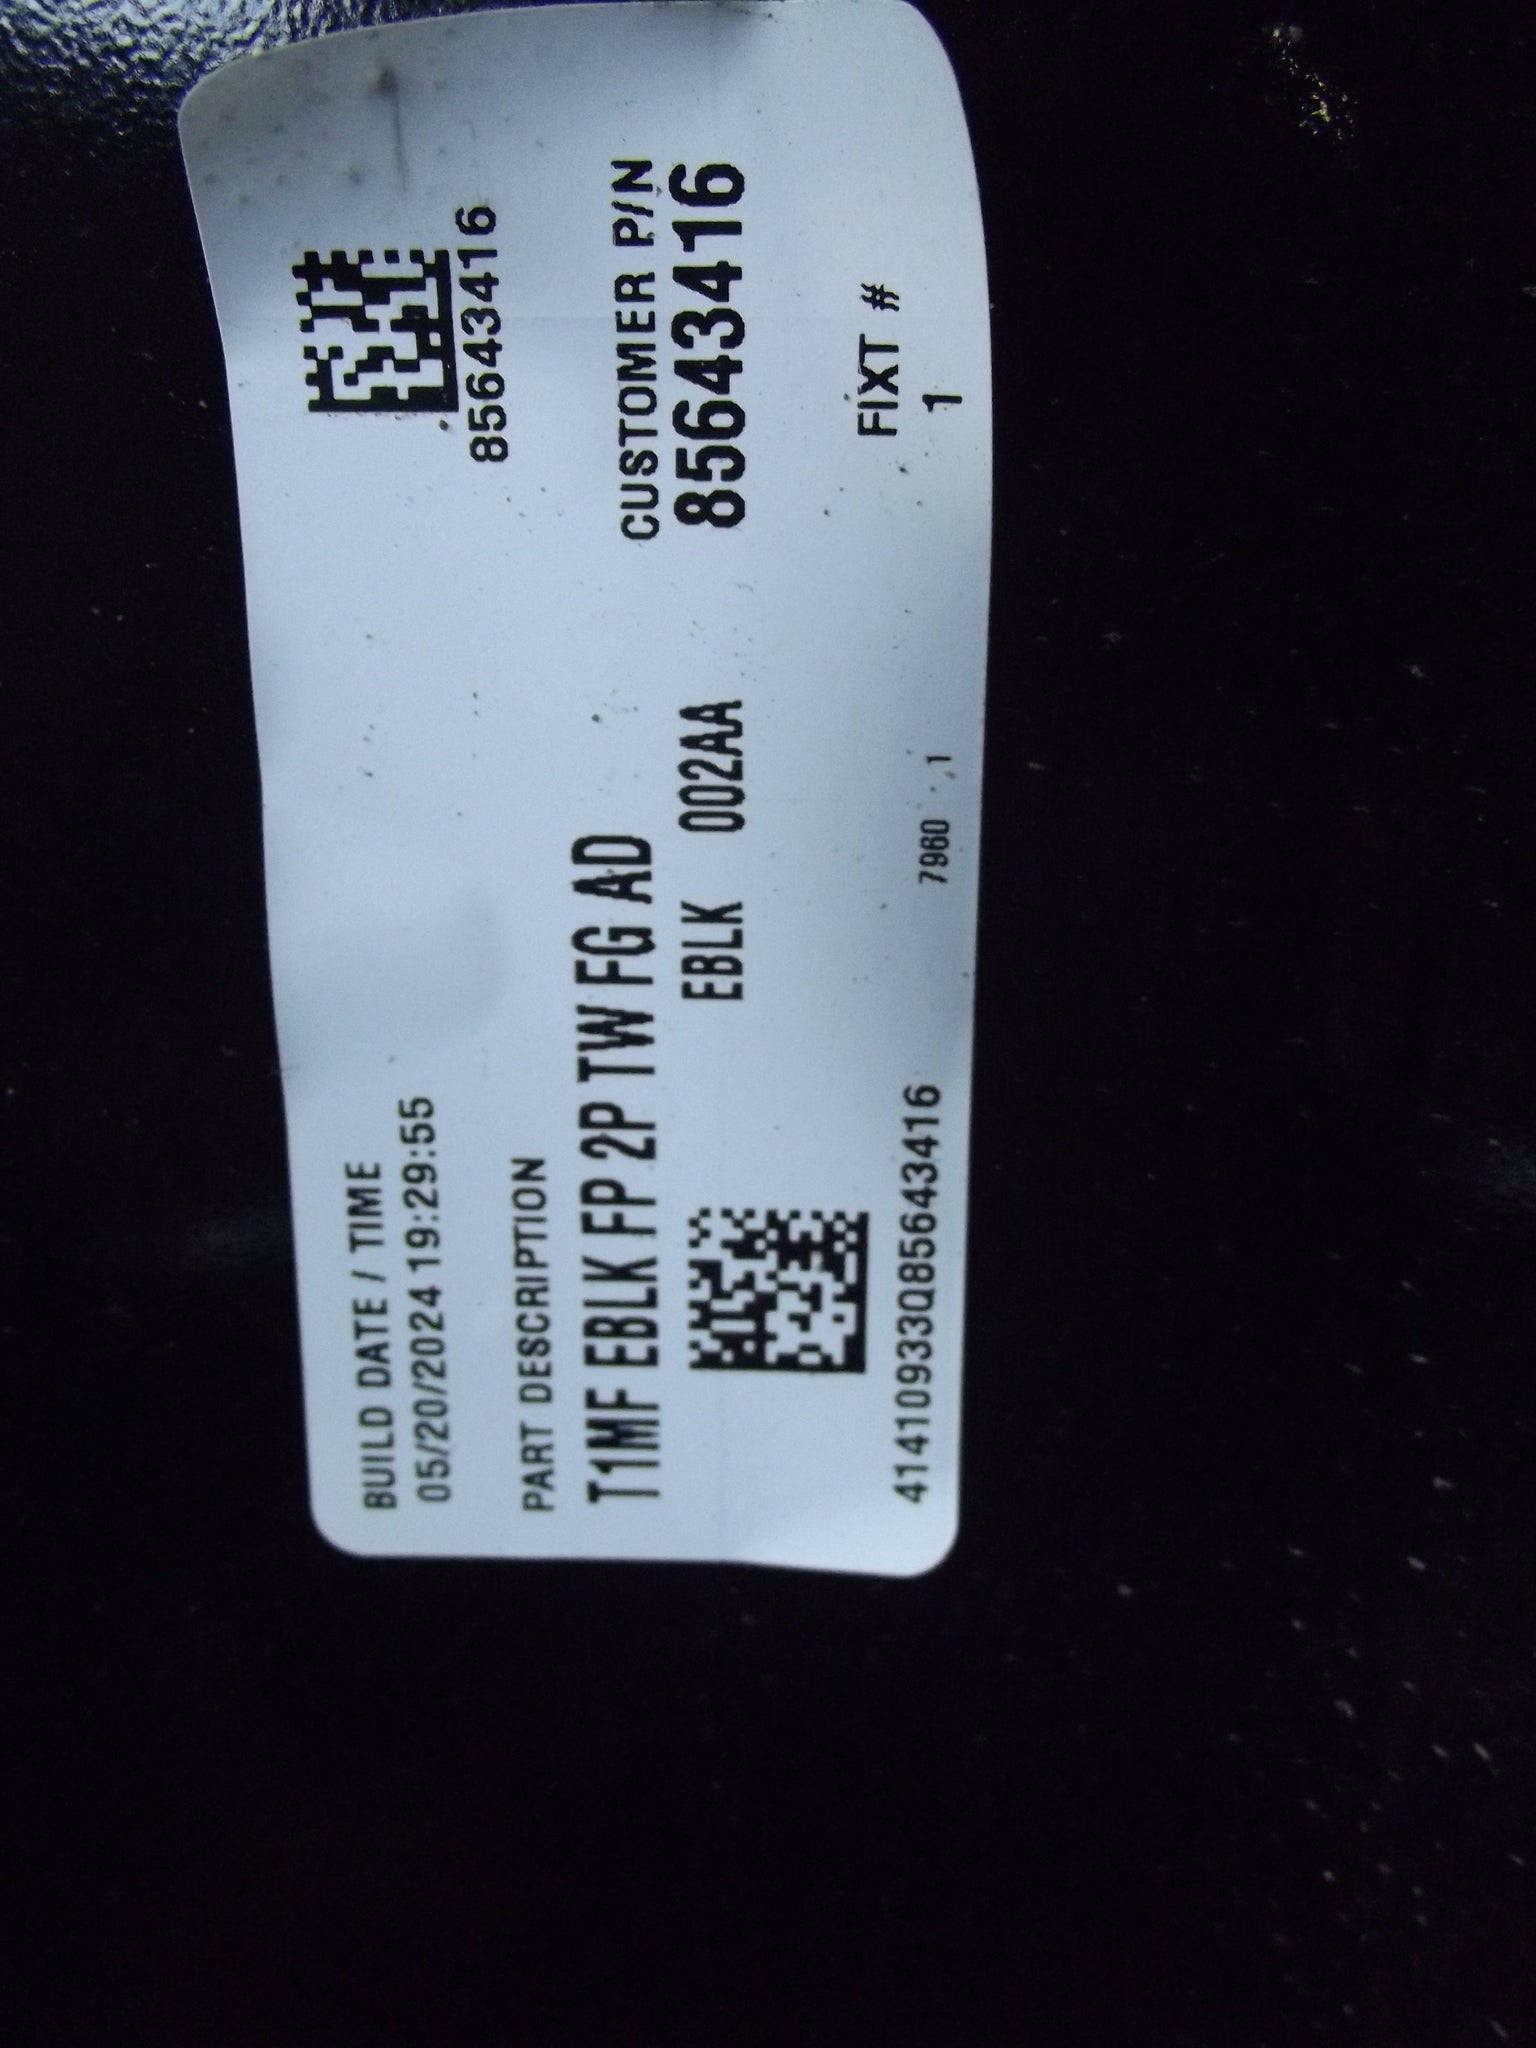 BUILD DATE / TIME
05/20/2024 19:29:55
85643416
PART DESCRIPTION
T1MF EBLK FP 2P TW FG AD
CUSTOMER P/N
85643416
EBLK 002AA
FIXT #
1
41410933Q85643416
7960 , 1